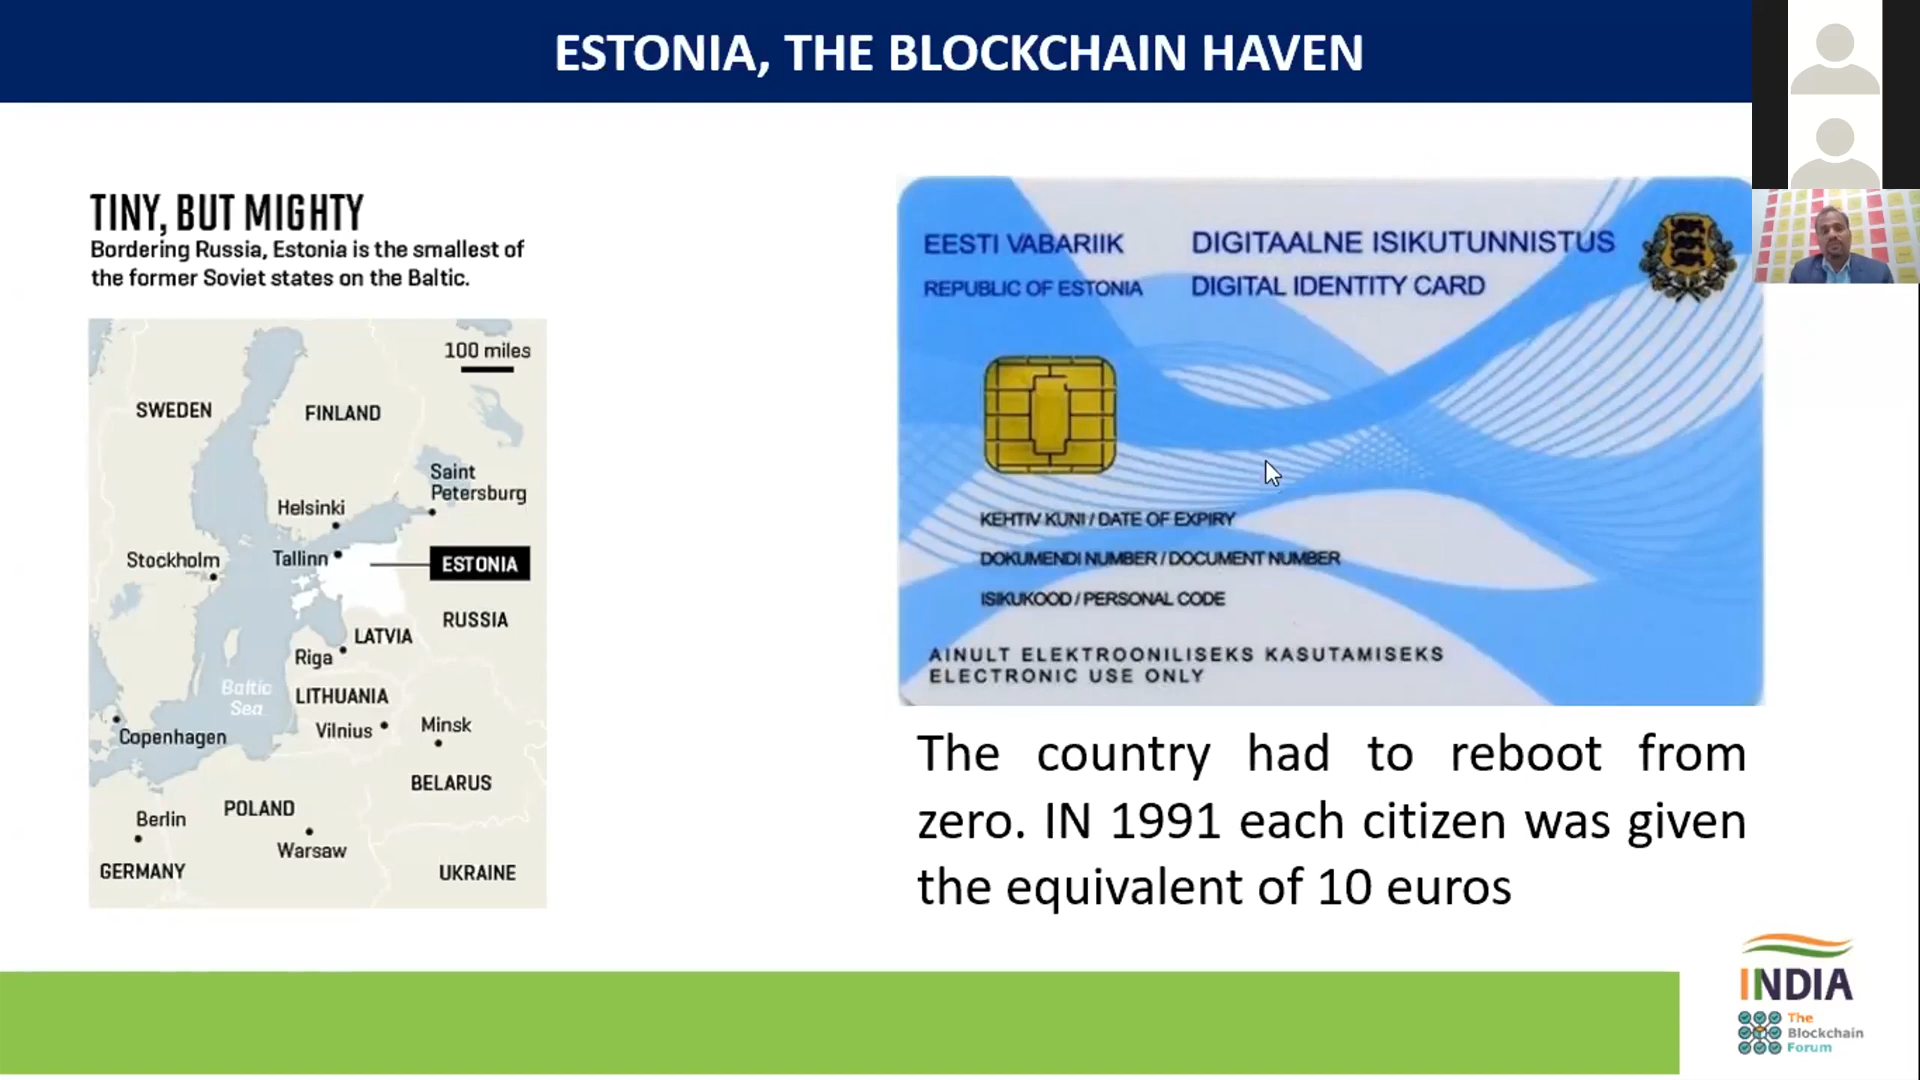 ESTONIA, THE BLOCKCHAIN HAVEN
TINY, BUT MIGHTY
Bordering Russia, Estonia is the smallest of
the former Soviet states on the Baltic.
100 miles
SWEDEN
FINLAND
Saint
Petersburg
Helsinki
Stockholm
Tallinn
ESTONIA
RUSSIA
LATVIA
Riga
Baltic
Sea
LITHUANIA
Vilnius
Minsk
Copenhagen
BELARUS
POLAND
Berlin
Warsaw
GERMANY
UKRAINE
EESTI VABARIIK
REPUBLIC OF ESTONIA
DIGITAALNE ISIKUTUNNISTUS
DIGITAL IDENTITY CARD
KEHTIV KUNI / DATE OF EXPIRY
DOKUMENDI NUMBER / DOCUMENT NUMBER
ISIKUKOOD / PERSONAL CODE
AINULT ELEKTROONILISEKS KASUTAMISEKS
ELECTRONIC USE ONLY
The country had to reboot from
zero. IN 1991 each citizen was given
the equivalent of 10 euros
INDIA
The
Blockchain
Forum